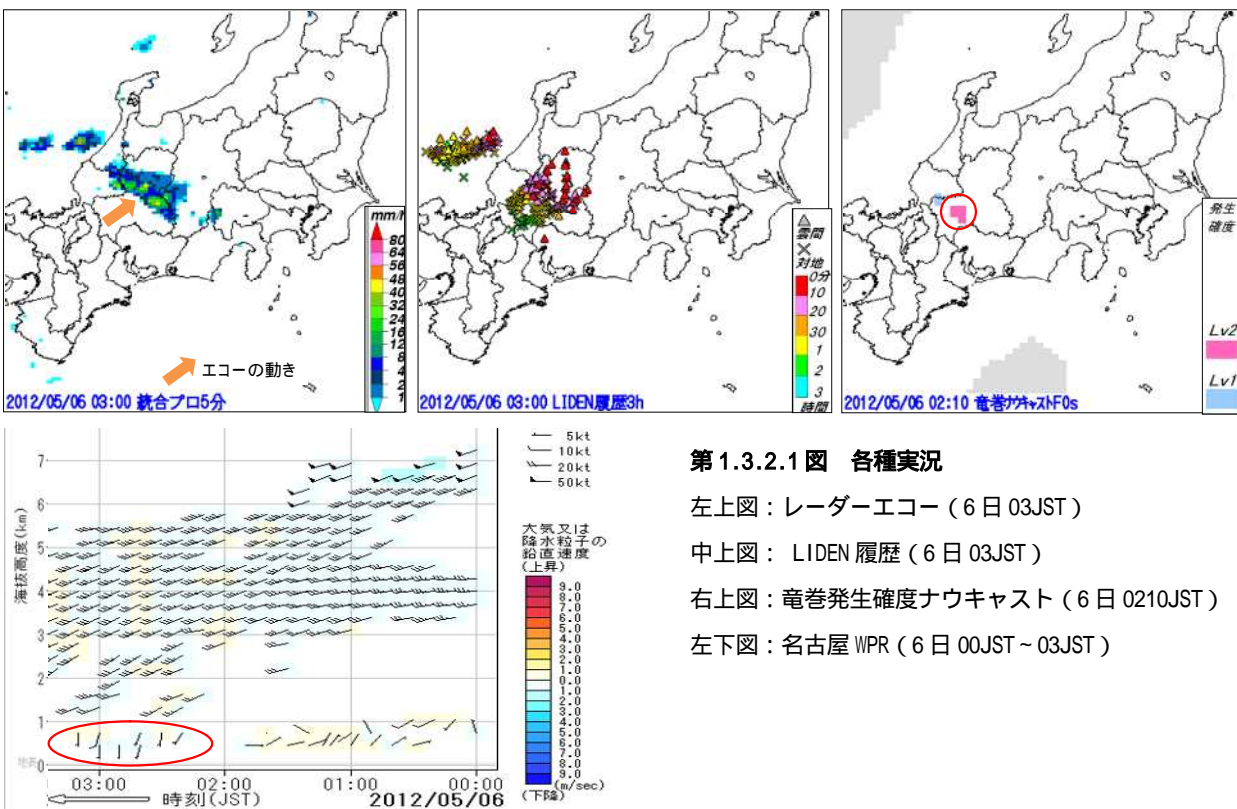 mm/h
80
64
56
48
40
32
24
16
12
8
4
2
1
エコーの動き
2012/05/06 03:00 統合プロ5分
雲間
対地
0分
10
20
30
1
2
3
時間
2012/05/06 03:00 LIDEN履歴3h
発生
確度
Lv2
Lv1
2012/05/06 02:10 竜巻ナウキャストF0s
海抜高度(km)
7
6
5
4
3
2
1
地表0
03:00 02:00 01:00 00:00
時刻(JST) 2012/05/06
5kt
10kt
20kt
50kt
大気又は
降水粒子の
鉛直速度
(上昇)
9.0
8.0
7.0
6.0
5.0
4.0
3.0
2.0
1.0
0.0
1.0
2.0
3.0
4.0
5.0
6.0
7.0
8.0
9.0
(m/sec)
(下降)
第1.3.2.1図 各種実況
左上図：レーダーエコー（6日03JST）
中上図： LIDEN履歴（6日03JST）
右上図：竜巻発生確度ナウキャスト（6日0210JST）
左下図：名古屋WPR（6日00JST～03JST）